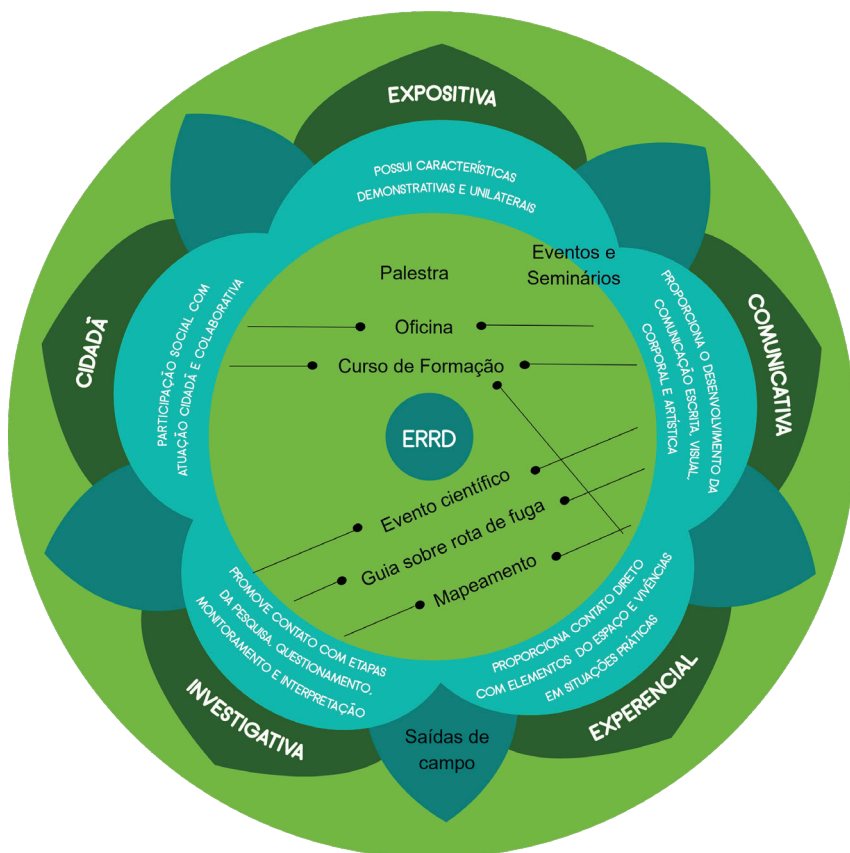 EXPOSITIVA
POSSUI CARACTERÍSTICAS
DEMONSTRATIVAS E UNILATERAIS
Eventos e
Seminários
Palestra
Oficina
Curso de Formação
ERRD
Evento científico
Guia sobre rota de fuga
Mapeamento
CIDADÃ
PARTICIPAÇÃO SOCIAL COM
ATUAÇÃO CIDADÃ E COLABORATIVA
COMUNICATIVA
PROPORCIONA O DESENVOLVIMENTO DA
COMUNICAÇÃO ESCRITA, VISUAL,
CORPORAL E ARTÍSTICA
INVESTIGATIVA
PROMOVE CONTATO COM ETAPAS
DA PESQUISA, QUESTIONAMENTO,
MONITORAMENTO E INTERPRETAÇÃO
EXPERENCIAL
PROPORCIONA CONTATO DIRETO
COM ELEMENTOS DO ESPAÇO E VIVÊNCIAS
EM SITUAÇÕES PRÁTICAS
Saídas de
campo